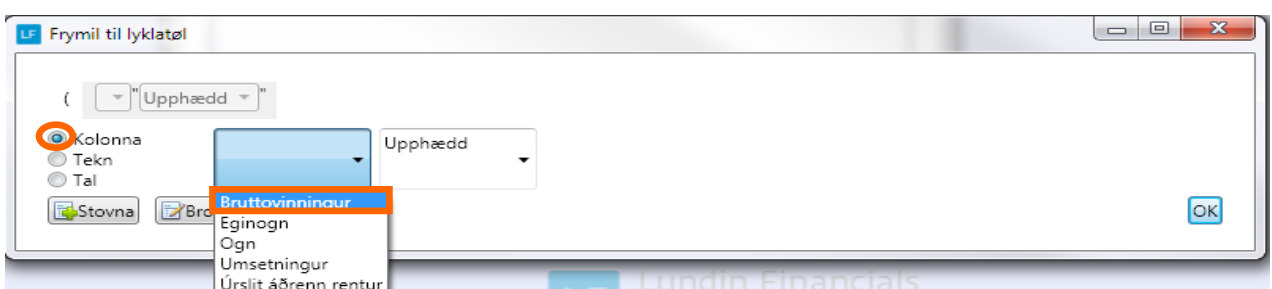 LF Frymil til lyklatøl
( "Upphædd"
Kolonna
Upphædd
Tekn
Tal
Stovna
Bruttovinningur
OK
Eginogn
Ogn
Umsetningur
Úrslit áðrenn rentur
Lundin Financials